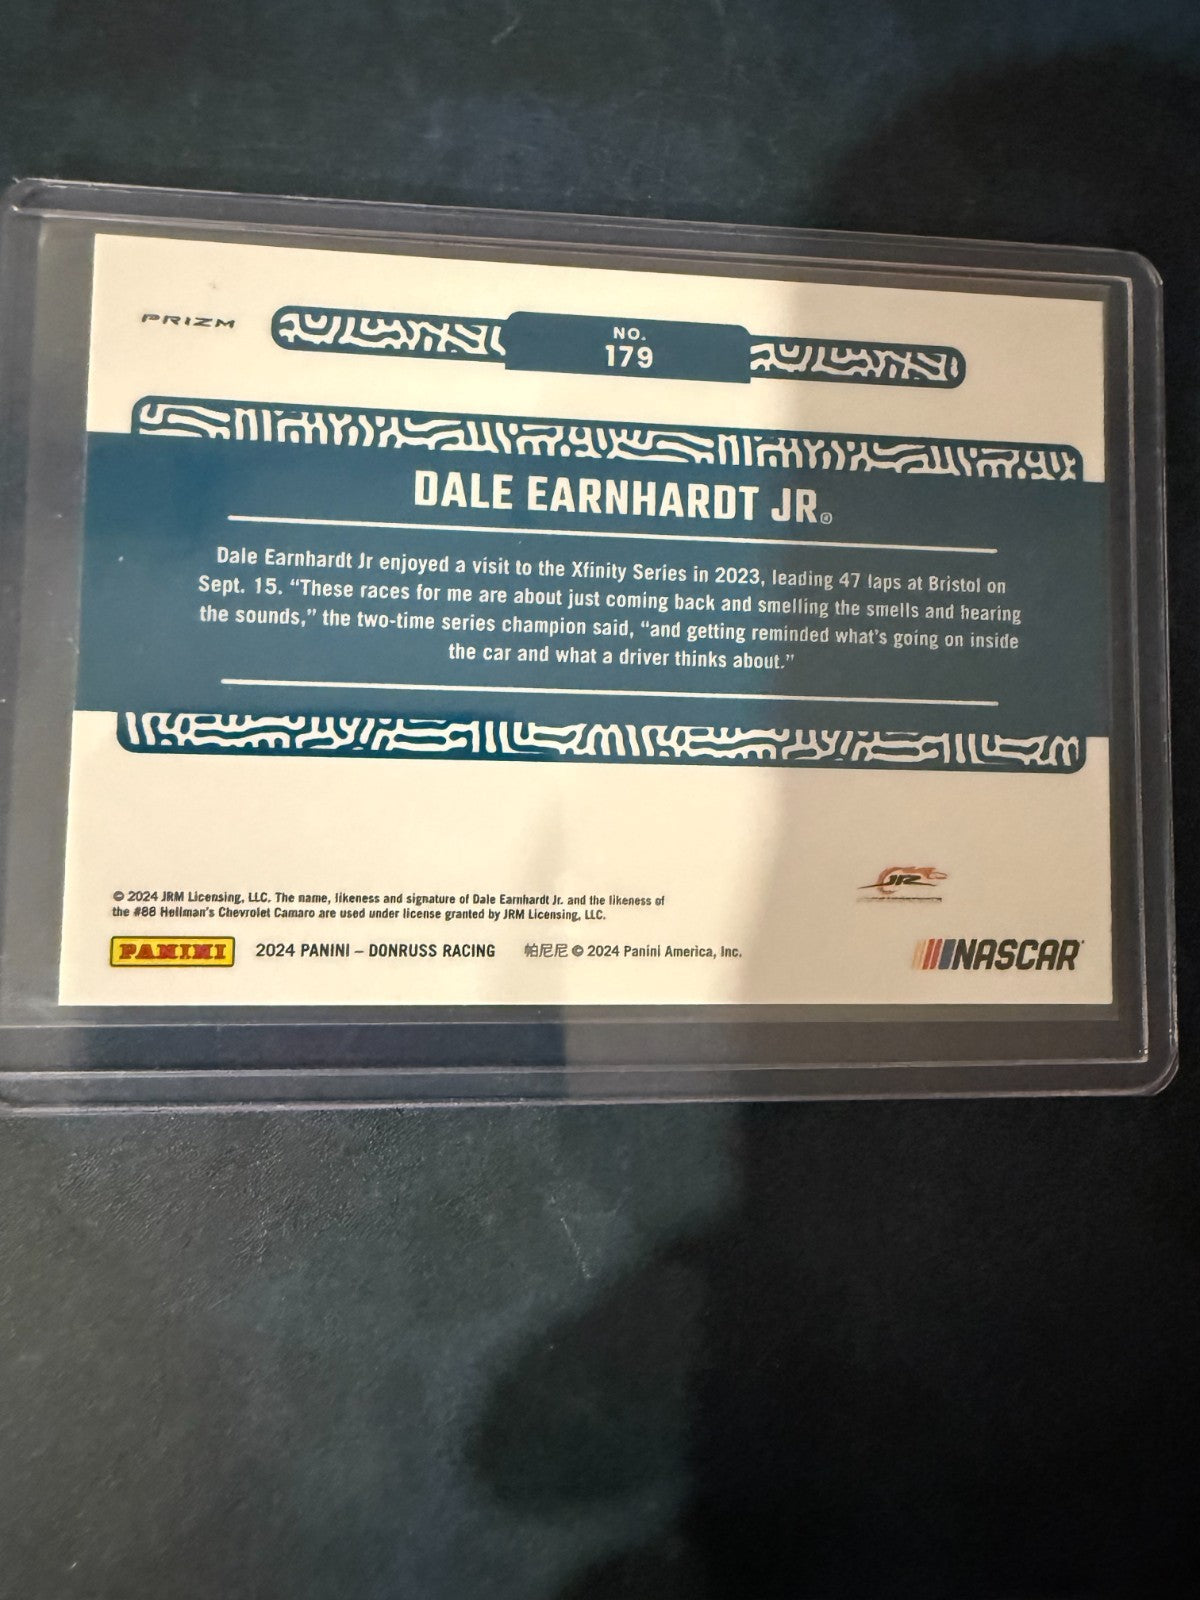 PRIZM
NO.
179
DALE EARNHARDT JR®
Dale Earnhardt Jr enjoyed a visit to the Xfinity Series in 2023, leading 47 laps at Bristol on
Sept. 15. “These races for me are about just coming back and smelling the smells and hearing
the sounds,” the two-time series champion said, “and getting reminded what’s going on inside
the car and what a driver thinks about.”
JR
© 2024 JRM Licensing, LLC. The name, likeness and signature of Dale Earnhardt Jr. and the likeness of
the #88 Hellman's Chevrolet Camaro are used under license granted by JRM Licensing, LLC.
PANINI 2024 PANINI – DONRUSS RACING 帕尼尼 © 2024 Panini America, Inc. NASCAR